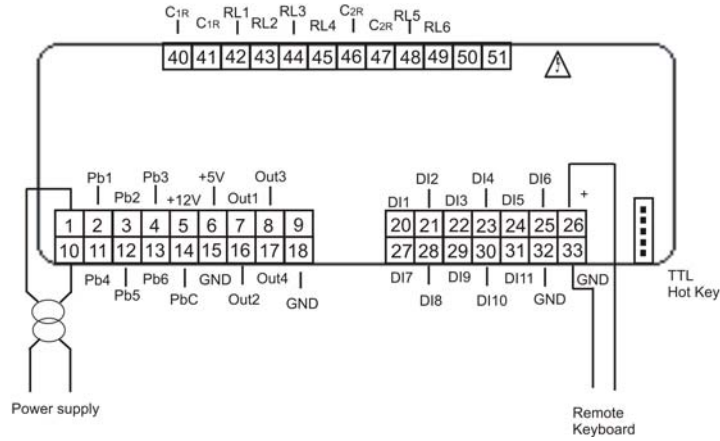 C1R C1R RL1 RL2 RL3 RL4 C2R C2R RL5 RL6
40 41 42 43 44 45 46 47 48 49 50 51
Pb1 Pb2 Pb3 +12V +5V Out1 Out3
DI1 DI2 DI3 DI4 DI5 DI6 +
1 2 3 4 5 6 7 8 9
20 21 22 23 24 25 26
10 11 12 13 14 15 16 17 18
27 28 29 30 31 32 33
Pb4 Pb5 Pb6 PbC GND Out2 Out4 GND
DI7 DI8 DI9 DI10 DI11 GND GND
TTL
Hot Key
Power supply
Remote
Keyboard